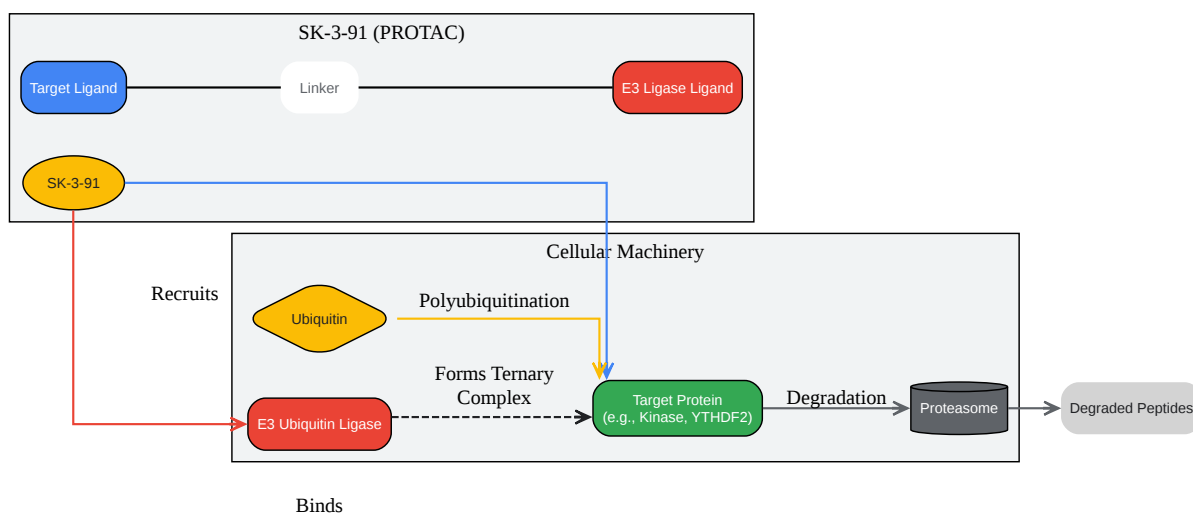 SK-3-91 (PROTAC)
Target Ligand
Linker
E3 Ligase Ligand
SK-3-91
Cellular Machinery
Recruits
Ubiquitin
Polyubiquitination
Forms Ternary
Complex
E3 Ubiquitin Ligase
Target Protein
(e.g., Kinase, YTHDF2)
Degradation
Proteasome
Degraded Peptides
Binds